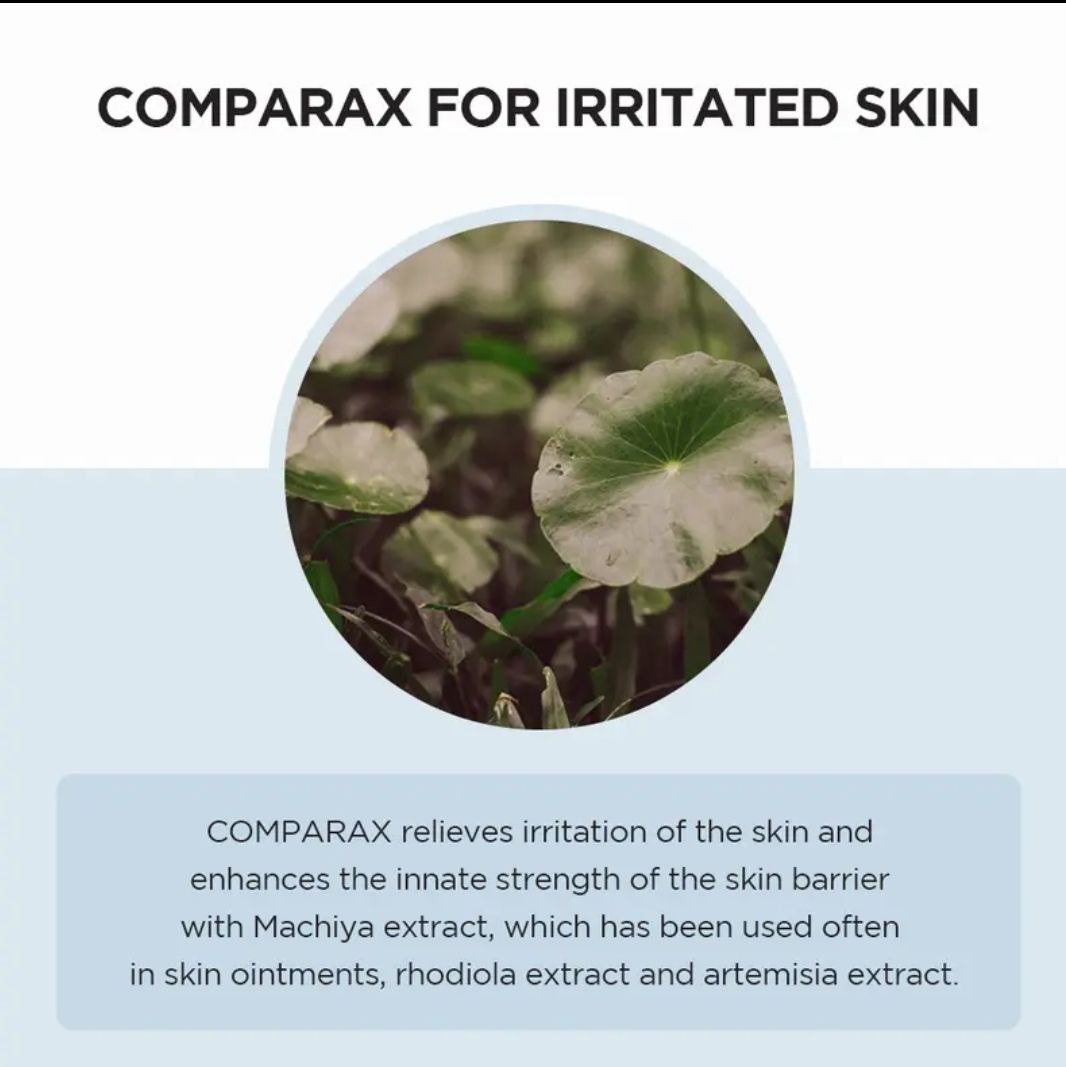 COMPARAX FOR IRRITATED SKIN
COMPARAX relieves irritation of the skin and
enhances the innate strength of the skin barrier
with Machiya extract, which has been used often
in skin ointments, rhodiola extract and artemisia extract.